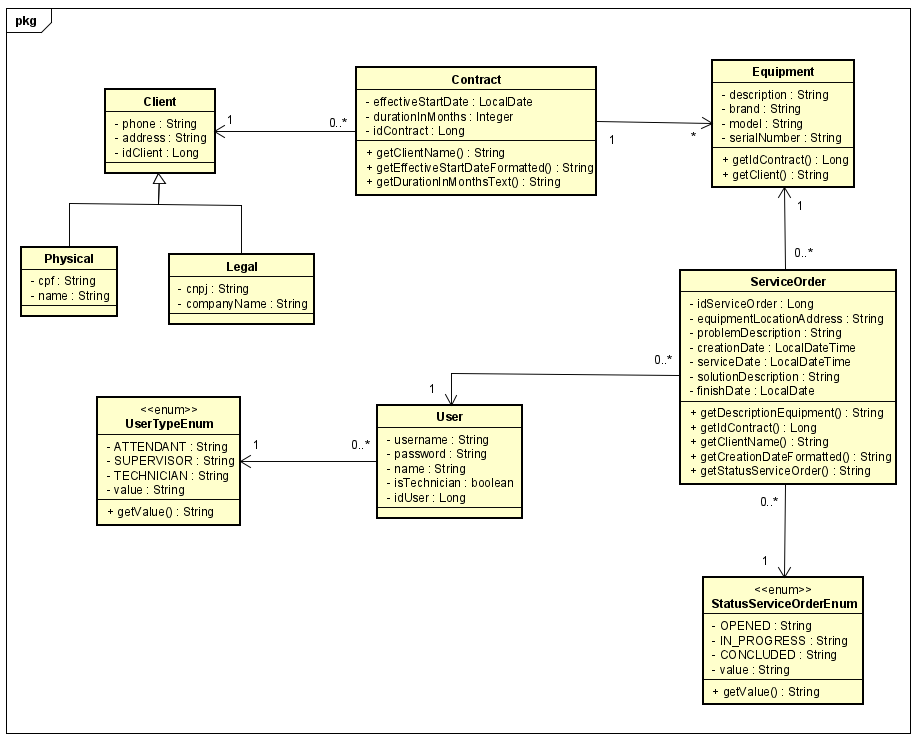 pkg
Client
- phone : String
- address : String
- idClient : Long
1
0..*
Contract
- effectiveStartDate : LocalDate
- durationInMonths : Integer
- idContract : Long
+ getClientName() : String
+ getEffectiveStartDateFormatted() : String
+ getDurationInMonthsText() : String
1
*
Equipment
- description : String
- brand : String
- model : String
- serialNumber : String
+ getIdContract() : Long
+ getClient() : String
1
0..*
Physical
- cpf : String
- name : String
Legal
- cnpj : String
- companyName : String
ServiceOrder
- idServiceOrder : Long
- equipmentLocationAddress : String
- problemDescription : String
- creationDate : LocalDateTime
- serviceDate : LocalDateTime
- solutionDescription : String
- finishDate : LocalDate
+ getDescriptionEquipment() : String
+ getIdContract() : Long
+ getClientName() : String
+ getCreationDateFormatted() : String
+ getStatusServiceOrder() : String
0..*
1
<<enum>>
UserTypeEnum
- ATTENDANT : String
- SUPERVISOR : String
- TECHNICIAN : String
- value : String
+ getValue() : String
1
0..*
User
- username : String
- password : String
- name : String
- isTechnician : boolean
- idUser : Long
0..*
1
<<enum>>
StatusServiceOrderEnum
- OPENED : String
- IN_PROGRESS : String
- CONCLUDED : String
- value : String
+ getValue() : String